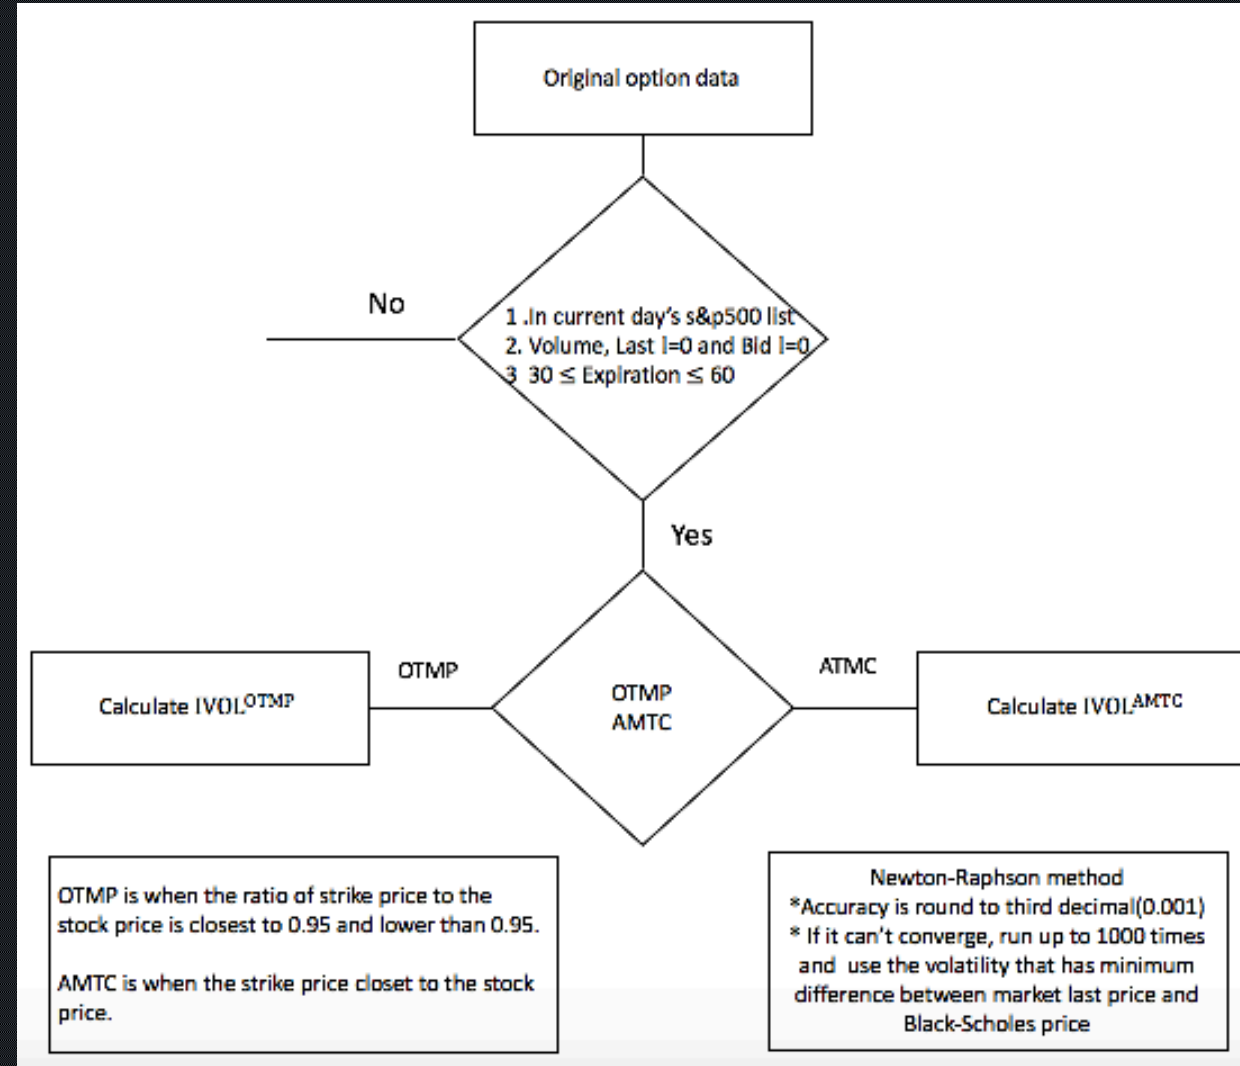 Original option data
No
1 .In current day's s&p500 list
2. Volume, Last !=0 and Bid !=0
3 30 ≤ Expiration ≤ 60
Yes
OTMP
ATMC
Calculate IVOL^OTMP
OTMP
AMTC
Calculate IVOL^AMTC
OTMP is when the ratio of strike price to the
stock price is closest to 0.95 and lower than 0.95.
AMTC is when the strike price closet to the stock
price.
Newton-Raphson method
*Accuracy is round to third decimal(0.001)
* If it can't converge, run up to 1000 times
and use the volatility that has minimum
difference between market last price and
Black-Scholes price